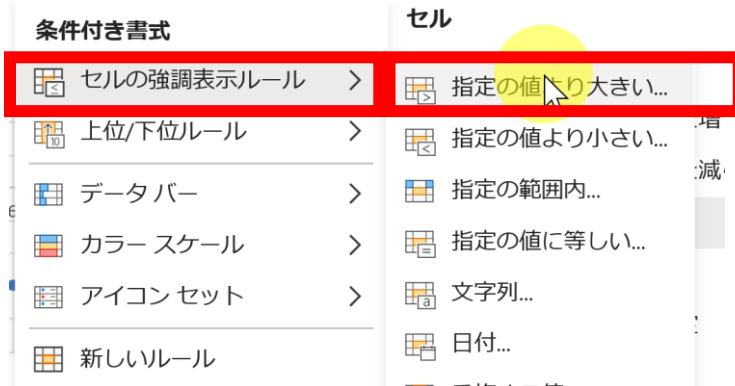 条件付き書式
セルの強調表示ルール
上位/下位ルール
データ バー
カラー スケール
アイコン セット
新しいルール
セル
指定の値より大きい...
指定の値より小さい...
指定の範囲内...
指定の値に等しい...
文字列...
日付...